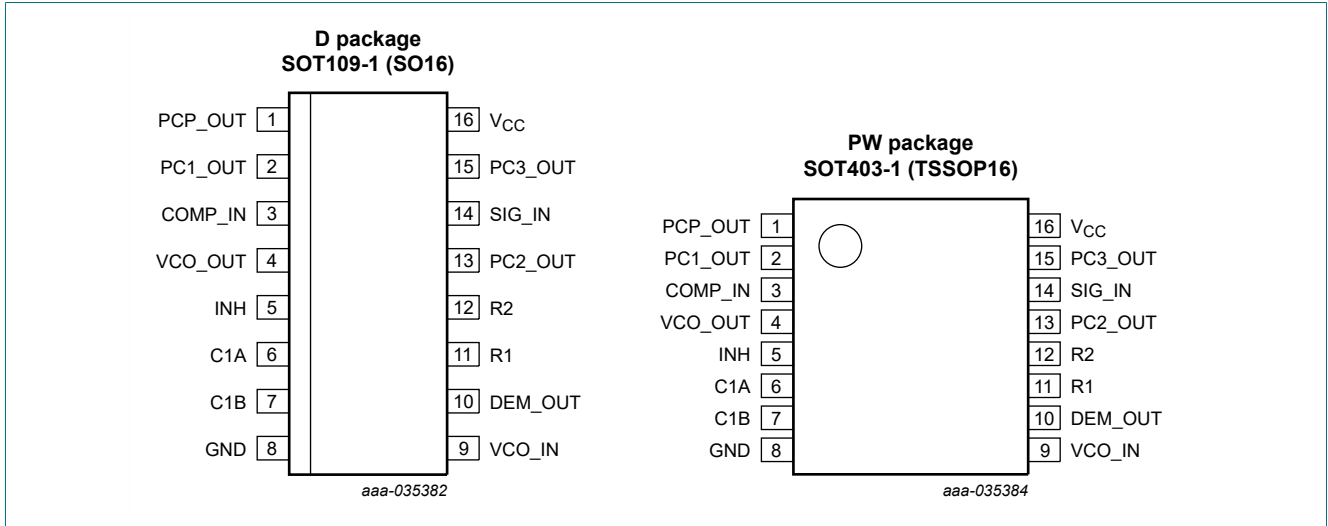 D package
SOT109-1 (SO16)
PCP_OUT 1 16 VCC
PC1_OUT 2 15 PC3_OUT
COMP_IN 3 14 SIG_IN
VCO_OUT 4 13 PC2_OUT
INH 5 12 R2
C1A 6 11 R1
C1B 7 10 DEM_OUT
GND 8 9 VCO_IN
aaa-035382
PW package
SOT403-1 (TSSOP16)
PCP_OUT 1 16 VCC
PC1_OUT 2 15 PC3_OUT
COMP_IN 3 14 SIG_IN
VCO_OUT 4 13 PC2_OUT
INH 5 12 R2
C1A 6 11 R1
C1B 7 10 DEM_OUT
GND 8 9 VCO_IN
aaa-035384